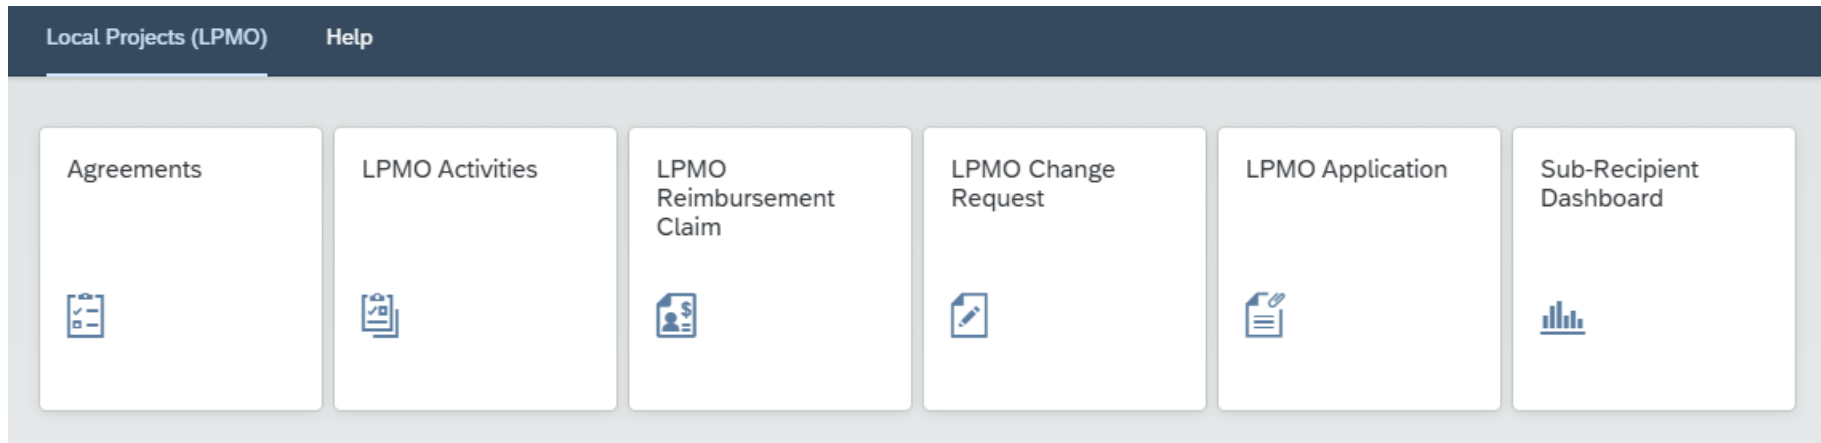 Local Projects (LPMO)
Help
Agreements
LPMO Activities
LPMO
Reimbursement
Claim
LPMO Change
Request
LPMO Application
Sub-Recipient
Dashboard